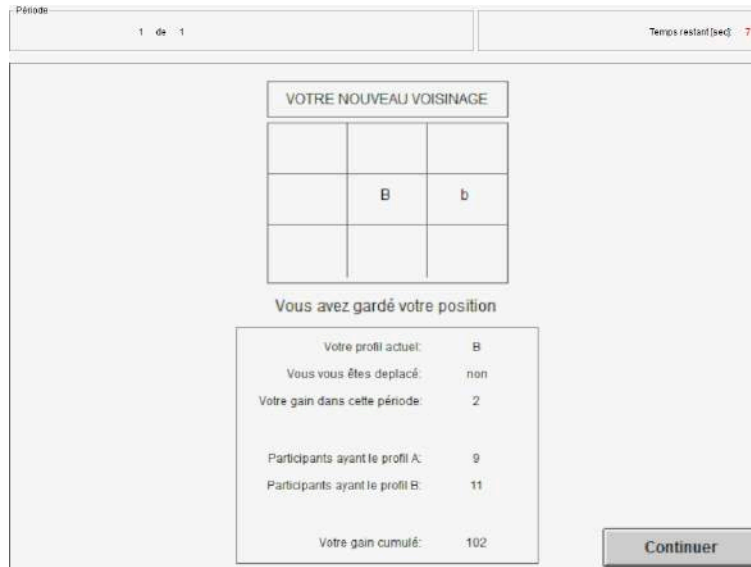 Période
1 de 1
Temps restant [sec]: 7
VOTRE NOUVEAU VOISINAGE
B b
Vous avez gardé votre position
Votre profil actuel: B
Vous vous êtes deplacé: non
Votre gain dans cette période: 2
Participants ayant le profil A: 9
Participants ayant le profil B: 11
Votre gain cumulé: 102
Continuer